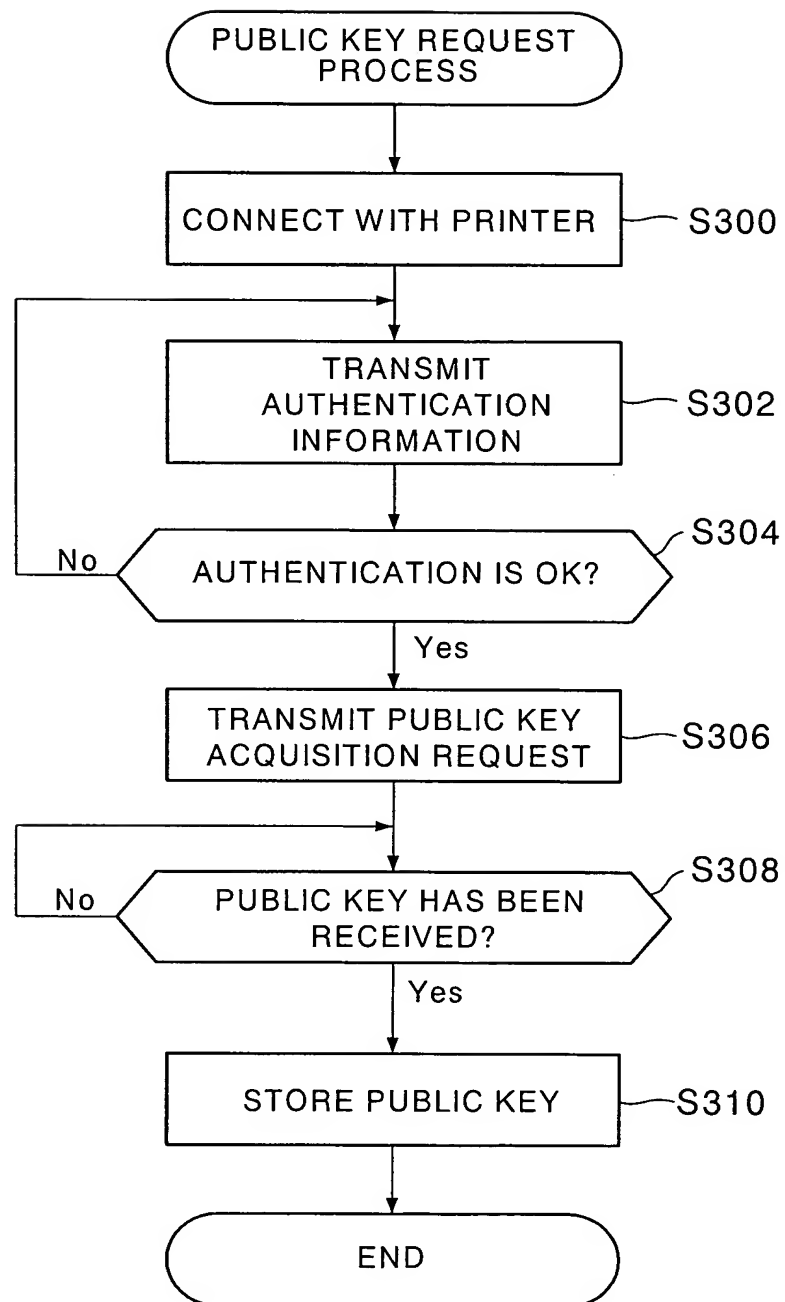 PUBLIC KEY REQUEST
PROCESS
CONNECT WITH PRINTER
S300
TRANSMIT
AUTHENTICATION
INFORMATION
S302
S304
AUTHENTICATION IS OK?
No
Yes
TRANSMIT PUBLIC KEY
ACQUISITION REQUEST
S306
S308
PUBLIC KEY HAS BEEN
RECEIVED?
No
Yes
STORE PUBLIC KEY
S310
END